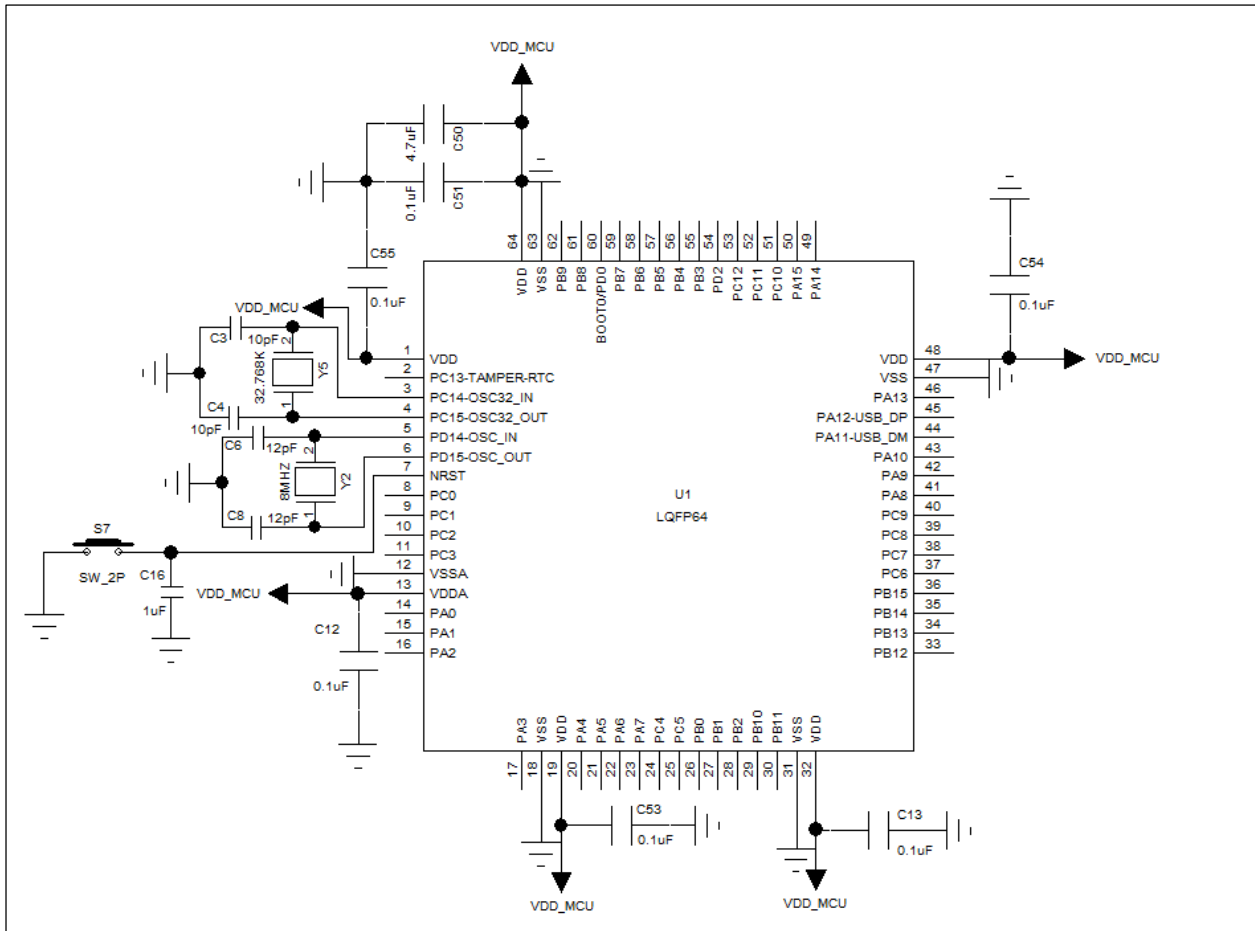 VDD_MCU
4.7uF
C50
0.1uF
C51
C55
0.1uF
C54
0.1uF
VDD_MCU
64 63 62 61 60 59 58 57 56 55 54 53 52 51 50 49
VDD VSS PB9 PB8 BOOT0/PD0 PB7 PB6 PB5 PB4 PB3 PD2 PC12 PC11 PC10 PA15 PA14
VDD_MCU
C3
10pF
2
32.768K
Y5
1
C4
10pF
C6
12pF
2
8MHZ
Y2
1
C8
12pF
S7
SW_2P
C16
1uF
VDD_MCU
C12
0.1uF
1 VDD
2 PC13-TAMPER-RTC
3 PC14-OSC32_IN
4 PC15-OSC32_OUT
5 PD14-OSC_IN
6 PD15-OSC_OUT
7 NRST
8 PC0
9 PC1
10 PC2
11 PC3
12 VSSA
13 VDDA
14 PA0
15 PA1
16 PA2
U1
LQFP64
VDD 48
VSS 47
PA13 46
PA12-USB_DP 45
PA11-USB_DM 44
PA10 43
PA9 42
PA8 41
PC9 40
PC8 39
PC7 38
PC6 37
PB15 36
PB14 35
PB13 34
PB12 33
VDD_MCU
PA3 VSS VDD PA4 PA5 PA6 PA7 PC4 PC5 PB0 PB1 PB2 PB10 PB11 VSS VDD
17 18 19 20 21 22 23 24 25 26 27 28 29 30 31 32
C53
0.1uF
C13
0.1uF
VDD_MCU
VDD_MCU